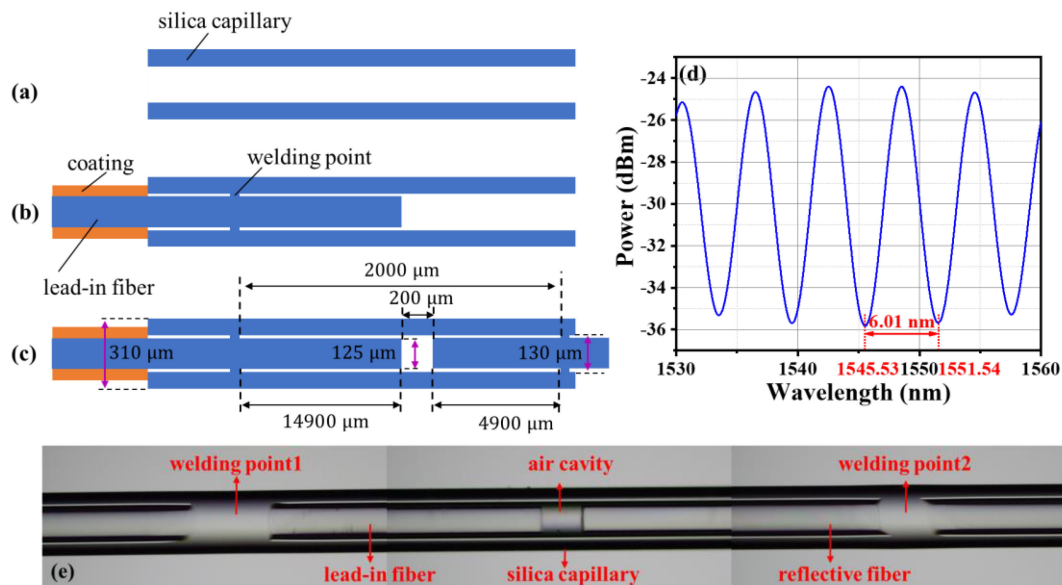 silica capillary
(a)
coating
welding point
(b)
lead-in fiber
2000 μm
200 μm
(c)
310 μm
125 μm
130 μm
14900 μm
4900 μm
(d)
Power (dBm)
-24
-26
-28
-30
-32
-34
-36
6.01 nm
1530 1540 1545.53 1550 1551.54 1560
Wavelength (nm)
welding point1 air cavity welding point2
(e) lead-in fiber silica capillary reflective fiber